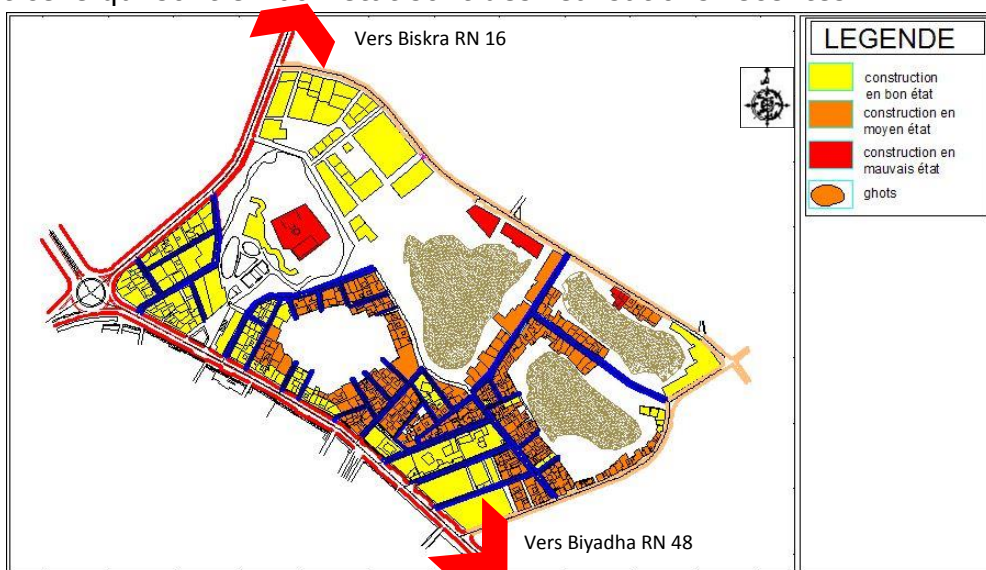 Vers Biskra RN 16
LEGENDE
construction
en bon état
construction en
moyen état
construction en
mauvais état
ghots
Vers Biyadha RN 48